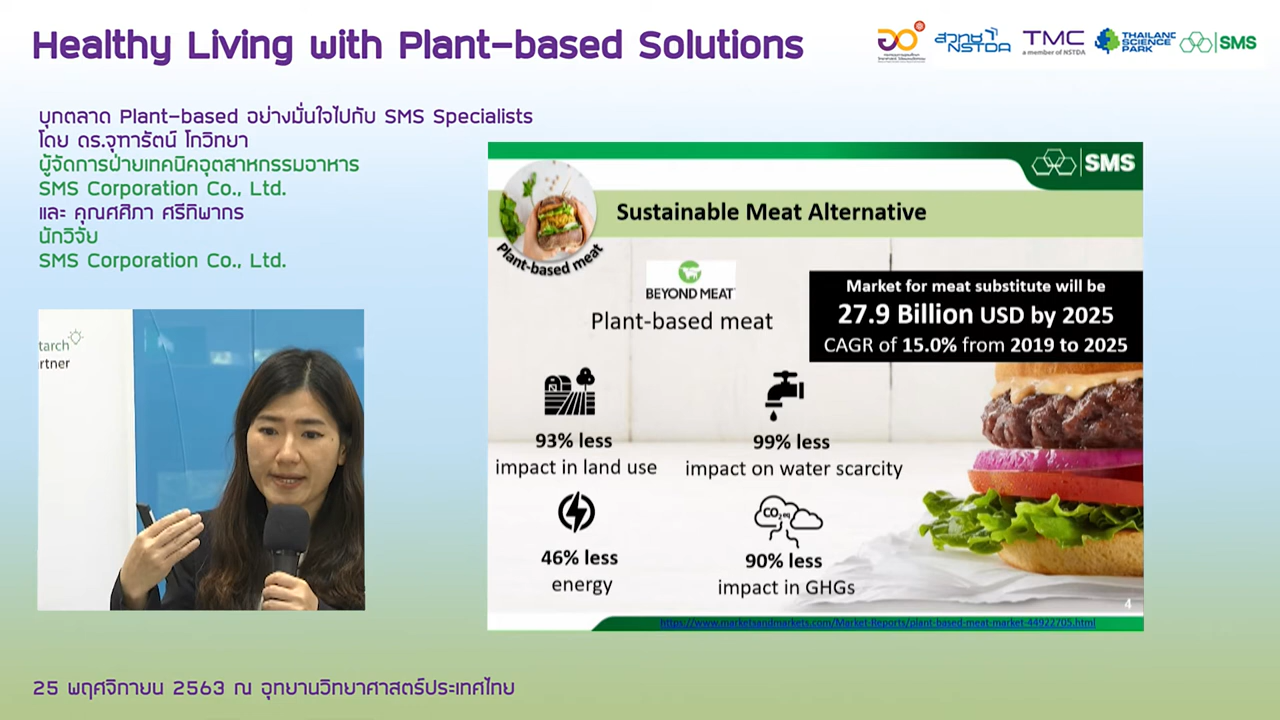 Healthy Living with Plant-based Solutions
สวทช
NSTDA
TMC
a member of NSTDA
THAILAND
SCIENCE
PARK
SMS
บุกตลาด Plant-based อย่างมั่นใจไปกับ SMS Specialists
โดย ดร.จุฑารัตน์ โกวิทยา
ผู้จัดการฝ่ายเทคนิคอุตสาหกรรมอาหาร
SMS Corporation Co., Ltd.
และ คุณศศิภา ศรีทิพากร
นักวิจัย
SMS Corporation Co., Ltd.
tarch
rtner
SMS
Sustainable Meat Alternative
Plant-based meat
BEYOND MEAT
Plant-based meat
Market for meat substitute will be
27.9 Billion USD by 2025
CAGR of 15.0% from 2019 to 2025
93% less
impact in land use
99% less
impact on water scarcity
46% less
energy
CO2 eq
90% less
impact in GHGs
4
https://www.marketsandmarkets.com/Market-Reports/plant-based-meat-market-44922705.html
25 พฤศจิกายน 2563 ณ อุทยานวิทยาศาสตร์ประเทศไทย